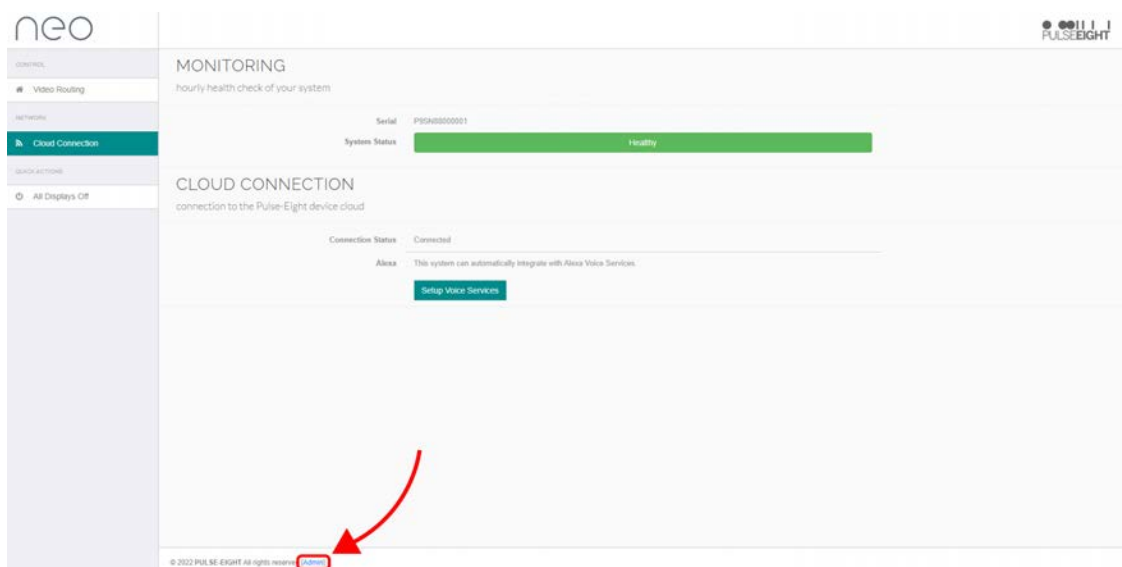 neo
PULSEEIGHT
CONTROL
Video Routing
NETWORK
Cloud Connection
QUICK ACTIONS
All Displays Off
MONITORING
hourly health check of your system
Serial
System Status Healthy
CLOUD CONNECTION
connection to the Pulse-Eight device cloud
Connection Status Connected
Alexa This system can automatically integrate with Alexa Voice Services.
Setup Voice Services
© 2022 PULSE-EIGHT All rights reserve (Admin)